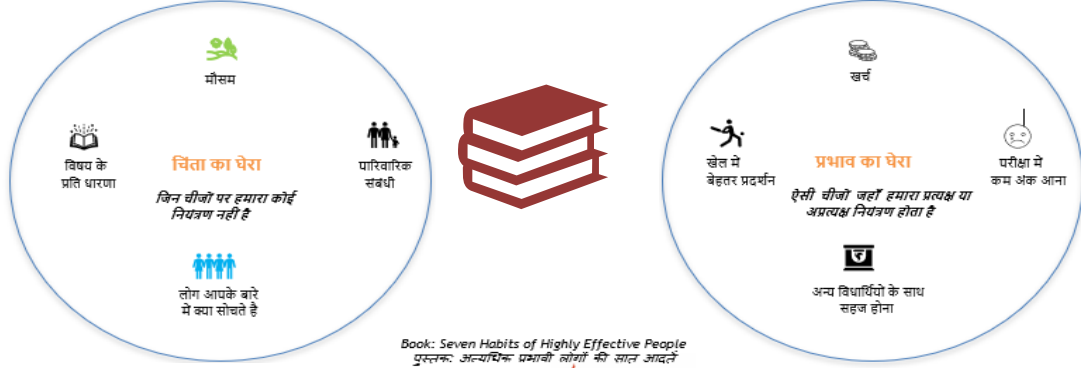 मौसम
विषय के
प्रति धारणा
चिंता का घेरा
पारिवारिक
संबंधी
जिन चीजों पर हमारा कोई
नियंत्रण नहीं है
लोग आपके बारे
में क्या सोचते है
खर्च
खेल में
बेहतर प्रदर्शन
प्रभाव का घेरा
परीक्षा में
कम अंक आना
ऐसी चीजों जहाँ हमारा प्रत्यक्ष या
अप्रत्यक्ष नियंत्रण होता है
अन्य विधार्थियो के साथ
सहज होना
Book: Seven Habits of Highly Effective People
पुस्तक: अत्यधिक प्रभावी लोगों की सात आदतें